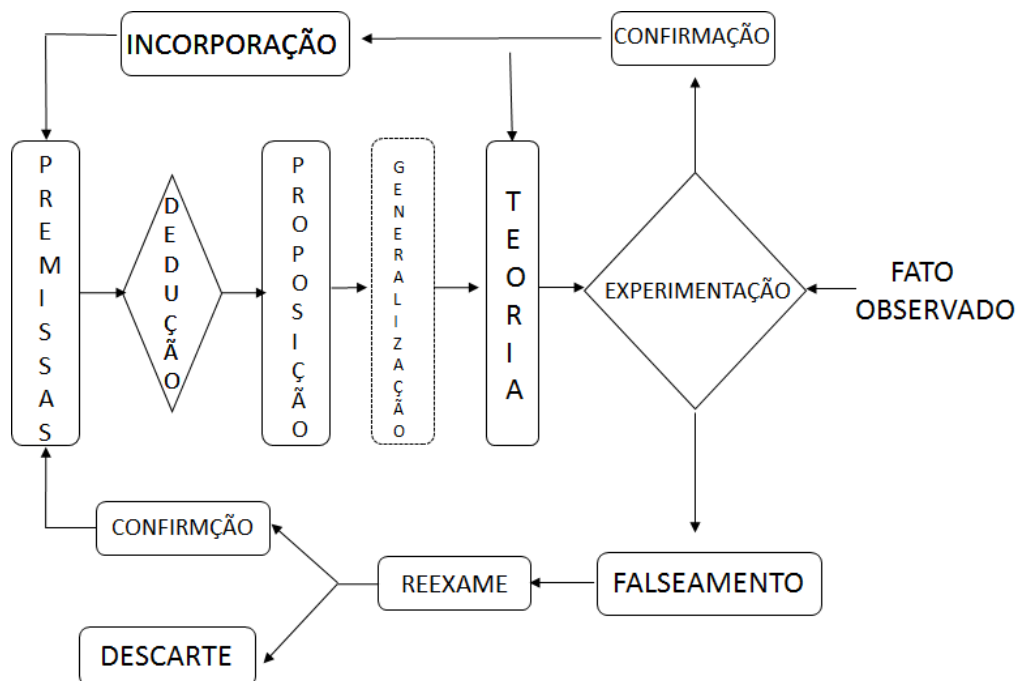 INCORPORAÇÃO
CONFIRMAÇÃO
PREMISSAS
DEDUÇÃO
PROPOSIÇÃO
GENERALIZAÇÃO
TEORIA
EXPERIMENTAÇÃO
FATO
OBSERVADO
CONFIRMÇÃO
REEXAME
FALSEAMENTO
DESCARTE